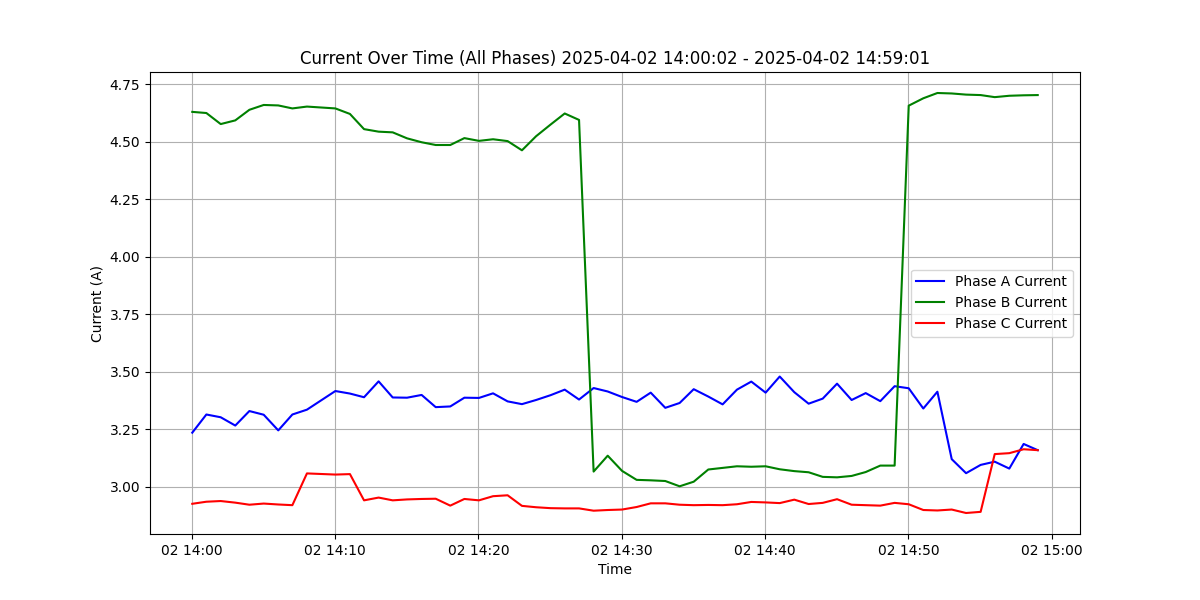 Current Over Time (All Phases) 2025-04-02 14:00:02 - 2025-04-02 14:59:01
4.75
4.50
4.25
4.00
3.75
3.50
3.25
3.00
Current (A)
Phase A Current
Phase B Current
Phase C Current
02 14:00 02 14:10 02 14:20 02 14:30 02 14:40 02 14:50 02 15:00
Time